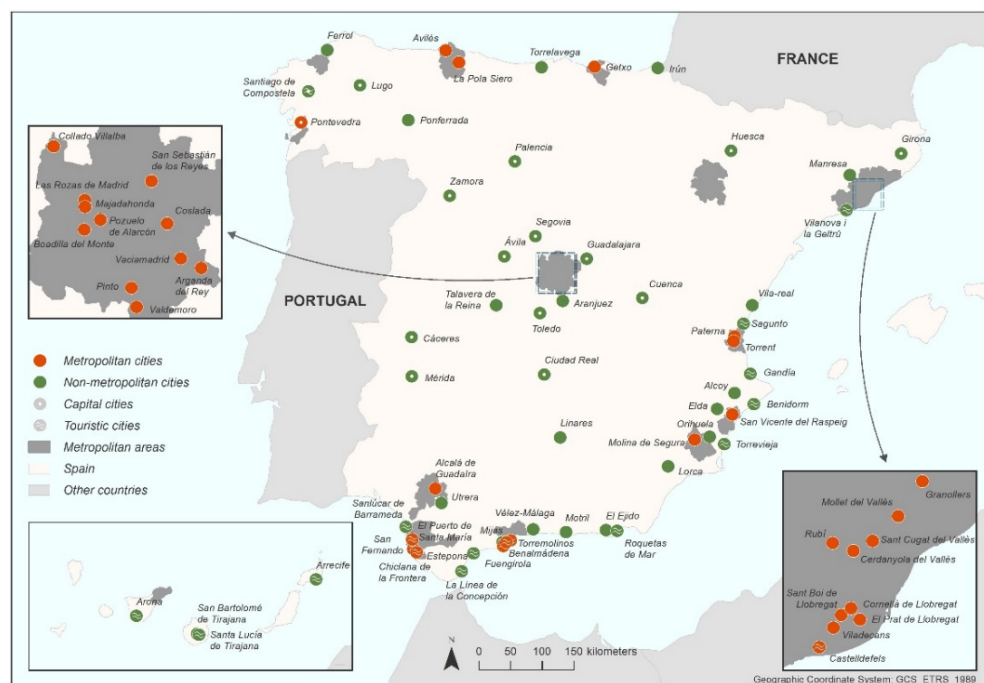 Ferrol
Avilés
Torrelavega
FRANCE
La Pola Siero
Getxo
Irún
Santiago de
Compostela
Lugo
Pontevedra
Ponferrada
Huesca
Girona
Palencia
Manresa
Zamora
Vilanova i
la Geltrú
Segovia
Ávila
Guadalajara
PORTUGAL
Talavera de
la Reina
Aranjuez
Cuenca
Toledo
Vila-real
Sagunto
Paterna
Torrent
Cáceres
Ciudad Real
Gandía
Mérida
Alcoy
Benidorm
Elda
San Vicente del Raspeig
Linares
Orihuela
Molina de Segura
Torrevieja
Lorca
Alcalá de
Guadaíra
Utrera
Sanlúcar de
Barrameda
El Puerto de
Santa María
San
Fernando
Chiclana de
la Frontera
Estepona
Mijas
Vélez-Málaga
Motril
El Ejido
Torremolinos
Benalmádena
Fuengirola
Roquetas
de Mar
La Línea de
la Concepción
Collado Villalba
San Sebastián
de los Reyes
Las Rozas de Madrid
Majadahonda
Pozuelo
de Alarcón
Coslada
Boadilla del Monte
Vaciamadrid
Pinto
Arganda
del Rey
Valdemoro
Metropolitan cities
Non-metropolitan cities
Capital cities
Touristic cities
Metropolitan areas
Spain
Other countries
Arrecife
Arona
San Bartolomé
de Tirajana
Santa Lucía
de Tirajana
N
0 50 100 150 kilometers
Granollers
Mollet del Vallès
Rubí
Sant Cugat del Vallès
Cerdanyola del Vallès
Sant Boi de
Llobregat
Cornellà de Llobregat
El Prat de Llobregat
Viladecans
Castelldefels
Geographic Coordinate System: GCS_ETRS_1989